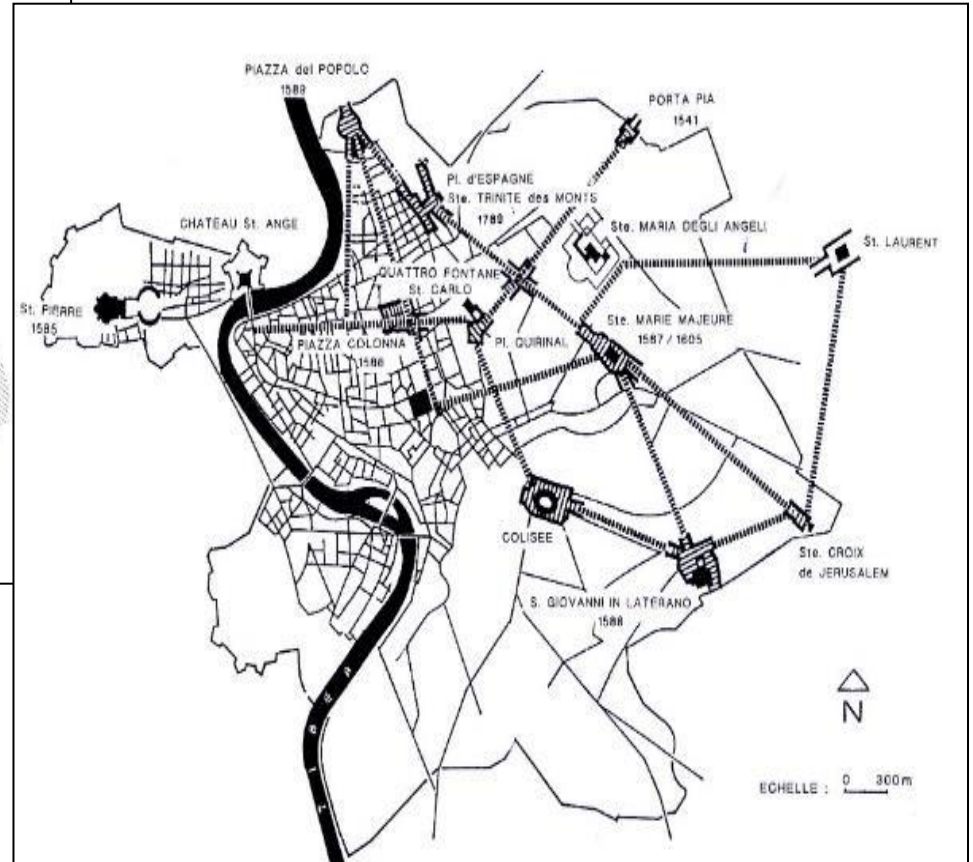 PIAZZA del POPOLO
1589
PORTA PIA
1541
Pl. d'ESPAGNE
Ste. TRINITE des MONTS
1789
CHATEAU St. ANGE
Ste. MARIA DEGLI ANGELI
St. LAURENT
QUATTRO FONTANE
St. CARLO
St. PIERRE
1585
Ste. MARIE MAJEURE
1587 / 1605
PIAZZA COLONNA
1588
Pl. QUIRINAL
COLISEE
Ste. CROIX
de JERUSALEM
S. GIOVANNI IN LATERANO
1588
N
ECHELLE : 0 300m